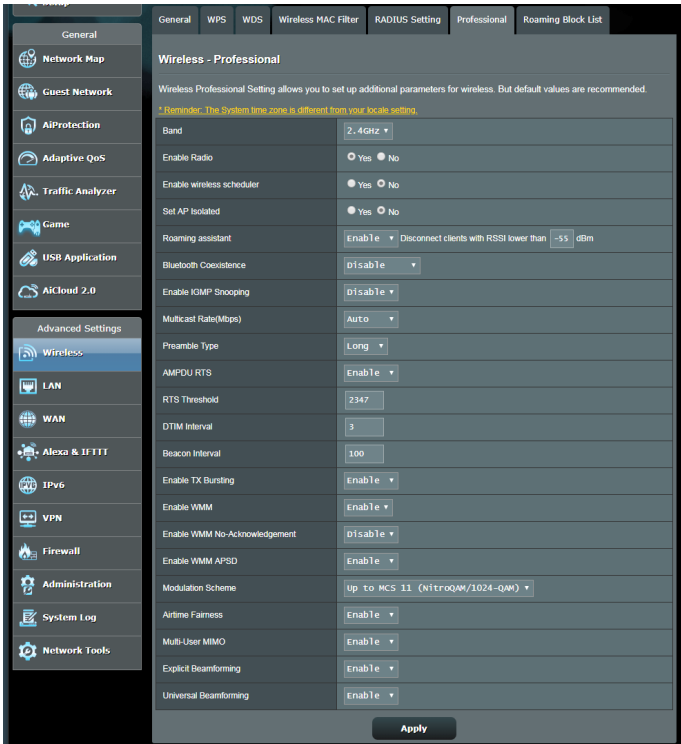 General WPS WDS Wireless MAC Filter RADIUS Setting Professional Roaming Block List
General
Network Map
Guest Network
AiProtection
Adaptive QoS
Traffic Analyzer
Game
USB Application
AiCloud 2.0
Advanced Settings
Wireless
LAN
WAN
Alexa & IFTTT
IPv6
VPN
Firewall
Administration
System Log
Network Tools
Wireless - Professional
Wireless Professional Setting allows you to set up additional parameters for wireless. But default values are recommended.
* Reminder: The System time zone is different from your locale setting.
Band 2.4GHz
Enable Radio Yes No
Enable wireless scheduler Yes No
Set AP Isolated Yes No
Roaming assistant Enable Disconnect clients with RSSI lower than -55 dBm
Bluetooth Coexistence Disable
Enable IGMP Snooping Disable
Multicast Rate(Mbps) Auto
Preamble Type Long
AMPDU RTS Enable
RTS Threshold 2347
DTIM Interval 3
Beacon Interval 100
Enable TX Bursting Enable
Enable WMM Enable
Enable WMM No-Acknowledgement Disable
Enable WMM APSD Enable
Modulation Scheme Up to MCS 11 (NitroQAM/1024-QAM)
Airtime Fairness Enable
Multi-User MIMO Enable
Explicit Beamforming Enable
Universal Beamforming Enable
Apply